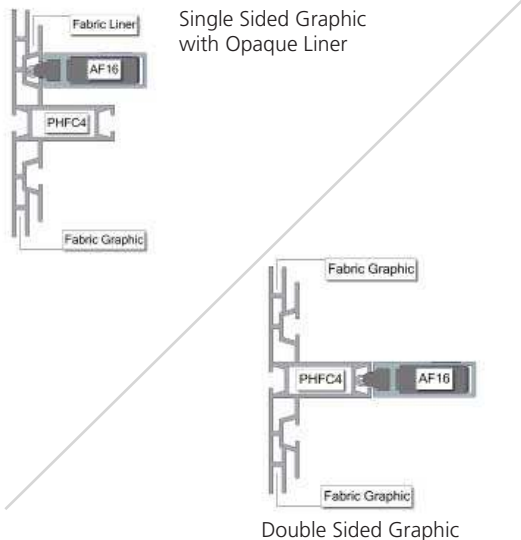 Single Sided Graphic
with Opaque Liner
Fabric Liner
AF16
PHFC4
Fabric Graphic
Fabric Graphic
PHFC4
AF16
Fabric Graphic
Double Sided Graphic